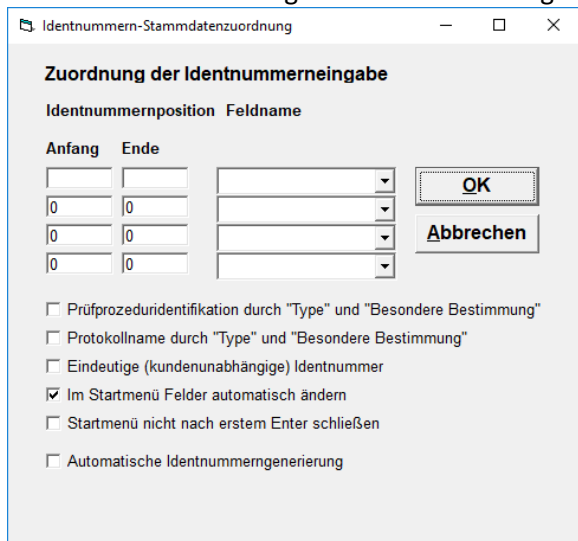 Identnummern-Stammdatenzuordnung
Zuordnung der Identnummerneingabe
Identnummernposition Feldname
Anfang Ende
OK
0 0
Abbrechen
0 0
0 0
Prüfprozeduridentifikation durch "Type" und "Besondere Bestimmung"
Protokollname durch "Type" und "Besondere Bestimmung"
Eindeutige (kundenunabhängige) Identnummer
Im Startmenü Felder automatisch ändern
Startmenü nicht nach erstem Enter schließen
Automatische Identnummerngenerierung